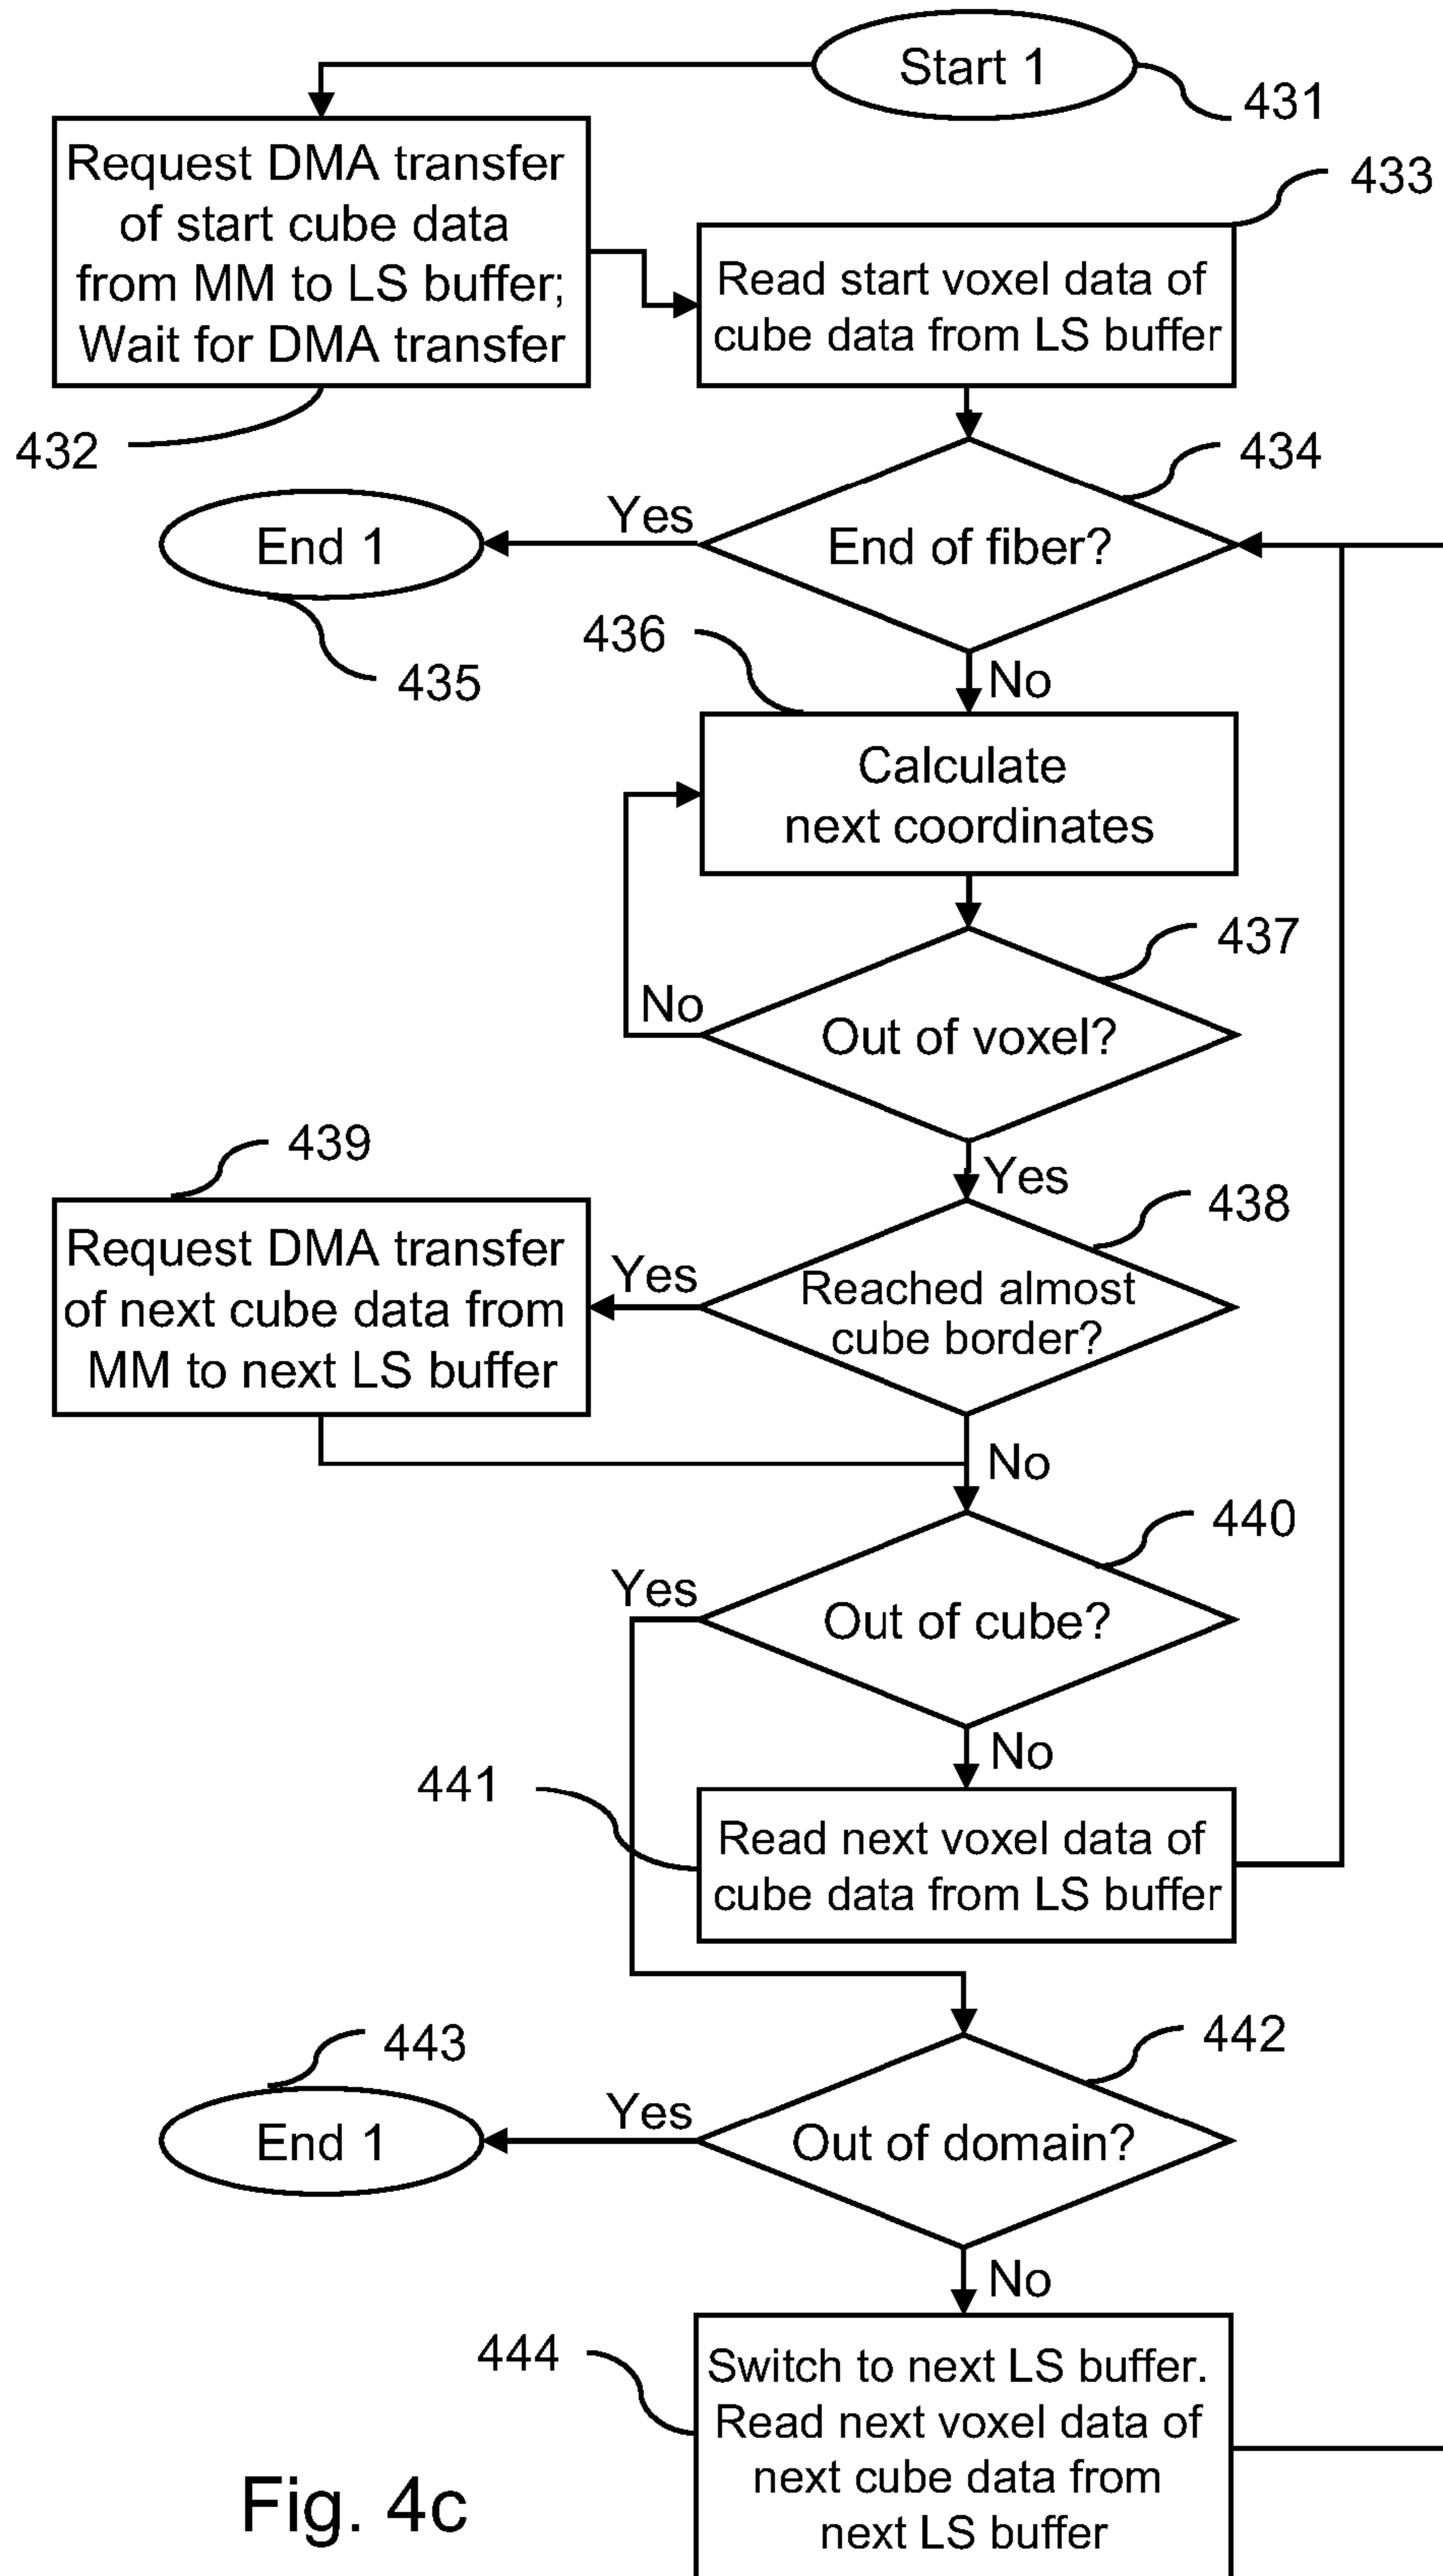 Start 1
431
Request DMA transfer
of start cube data
from MM to LS buffer;
Wait for DMA transfer
432
433
Read start voxel data of
cube data from LS buffer
434
End of fiber?
Yes
End 1
435
No
436
Calculate
next coordinates
437
Out of voxel?
No
Yes
438
Reached almost
cube border?
Yes
439
Request DMA transfer
of next cube data from
MM to next LS buffer
No
440
Out of cube?
Yes
No
441
Read next voxel data of
cube data from LS buffer
442
Out of domain?
Yes
443
End 1
No
444
Switch to next LS buffer.
Read next voxel data of
next cube data from
next LS buffer
Fig. 4c